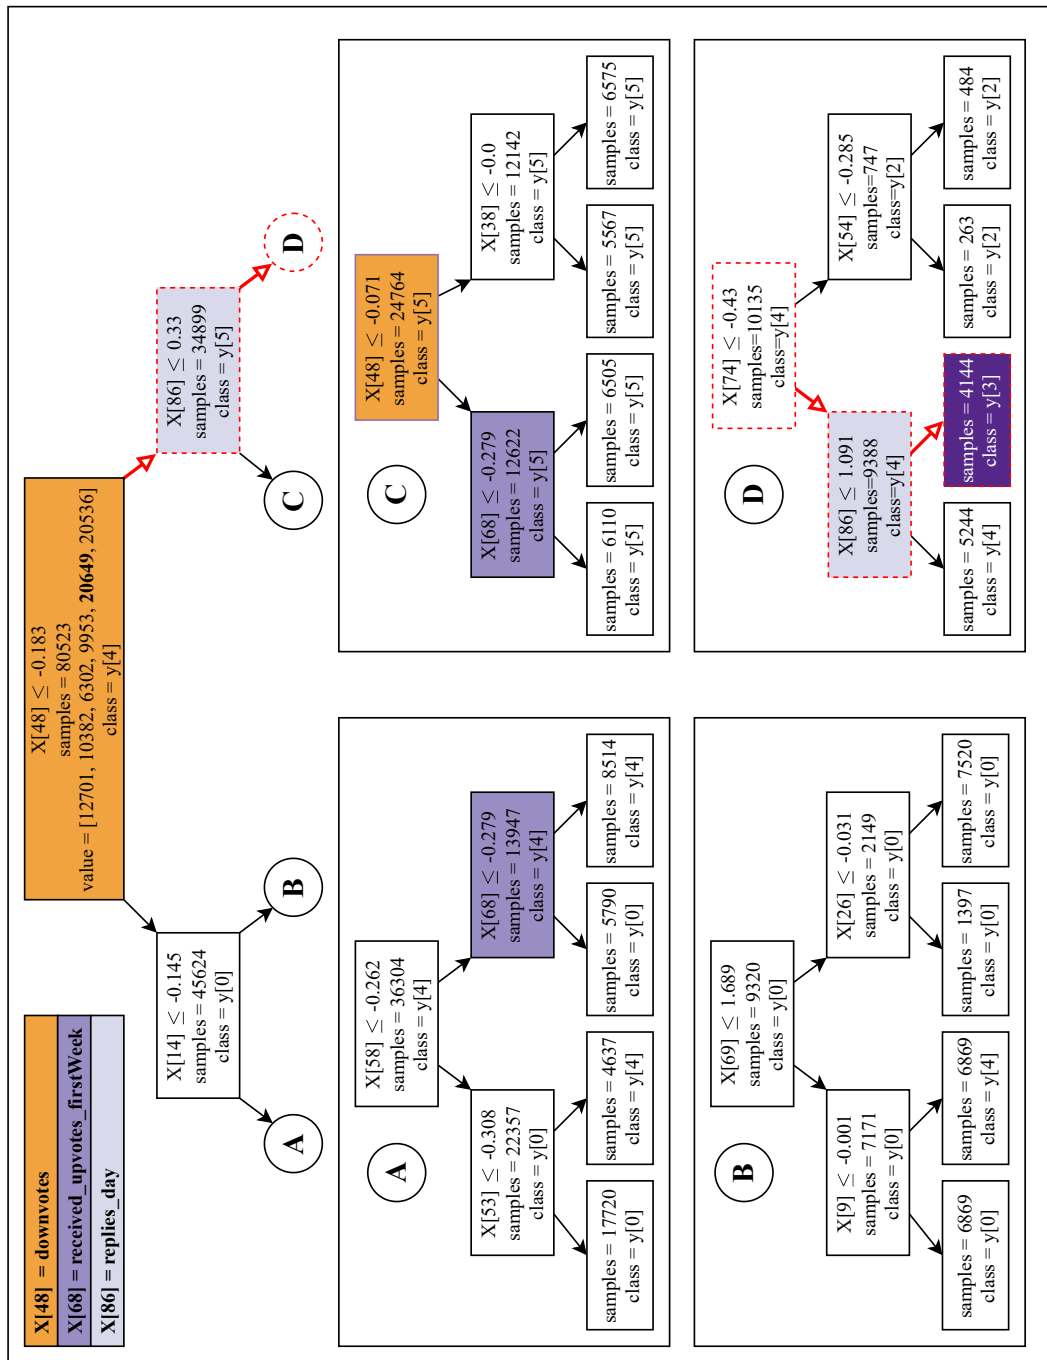 X[48] = downvotes
X[68] = received_upvotes_firstWeek
X[86] = replies_day
X[48] ≤ -0.183
samples = 80523
value = [12701, 10382, 6302, 9953, 20649, 20536]
class = y[4]
X[14] ≤ -0.145
samples = 45624
class = y[0]
X[86] ≤ 0.33
samples = 34899
class = y[5]
A
B
C
D
A
X[58] ≤ -0.262
samples = 36304
class = y[4]
X[53] ≤ -0.308
samples = 22357
class = y[0]
X[68] ≤ -0.279
samples = 13947
class = y[4]
samples = 17720
class = y[0]
samples = 4637
class = y[4]
samples = 5790
class = y[0]
samples = 8514
class = y[4]
C
X[48] ≤ -0.071
samples = 24764
class = y[5]
X[68] ≤ -0.279
samples = 12622
class = y[5]
X[38] ≤ -0.0
samples = 12142
class = y[5]
samples = 6110
class = y[5]
samples = 6505
class = y[5]
samples = 5567
class = y[5]
samples = 6575
class = y[5]
B
X[69] ≤ 1.689
samples = 9320
class = y[0]
X[9] ≤ -0.001
samples = 7171
class = y[0]
X[26] ≤ -0.031
samples = 2149
class = y[0]
samples = 6869
class = y[0]
samples = 6869
class = y[4]
samples = 1397
class = y[0]
samples = 7520
class = y[0]
D
X[74] ≤ -0.43
samples=10135
class=y[4]
X[86] ≤ 1.091
samples=9388
class=y[4]
X[54] ≤ -0.285
samples=747
class=y[2]
samples = 5244
class = y[4]
samples = 4144
class = y[3]
samples = 263
class = y[2]
samples = 484
class = y[2]